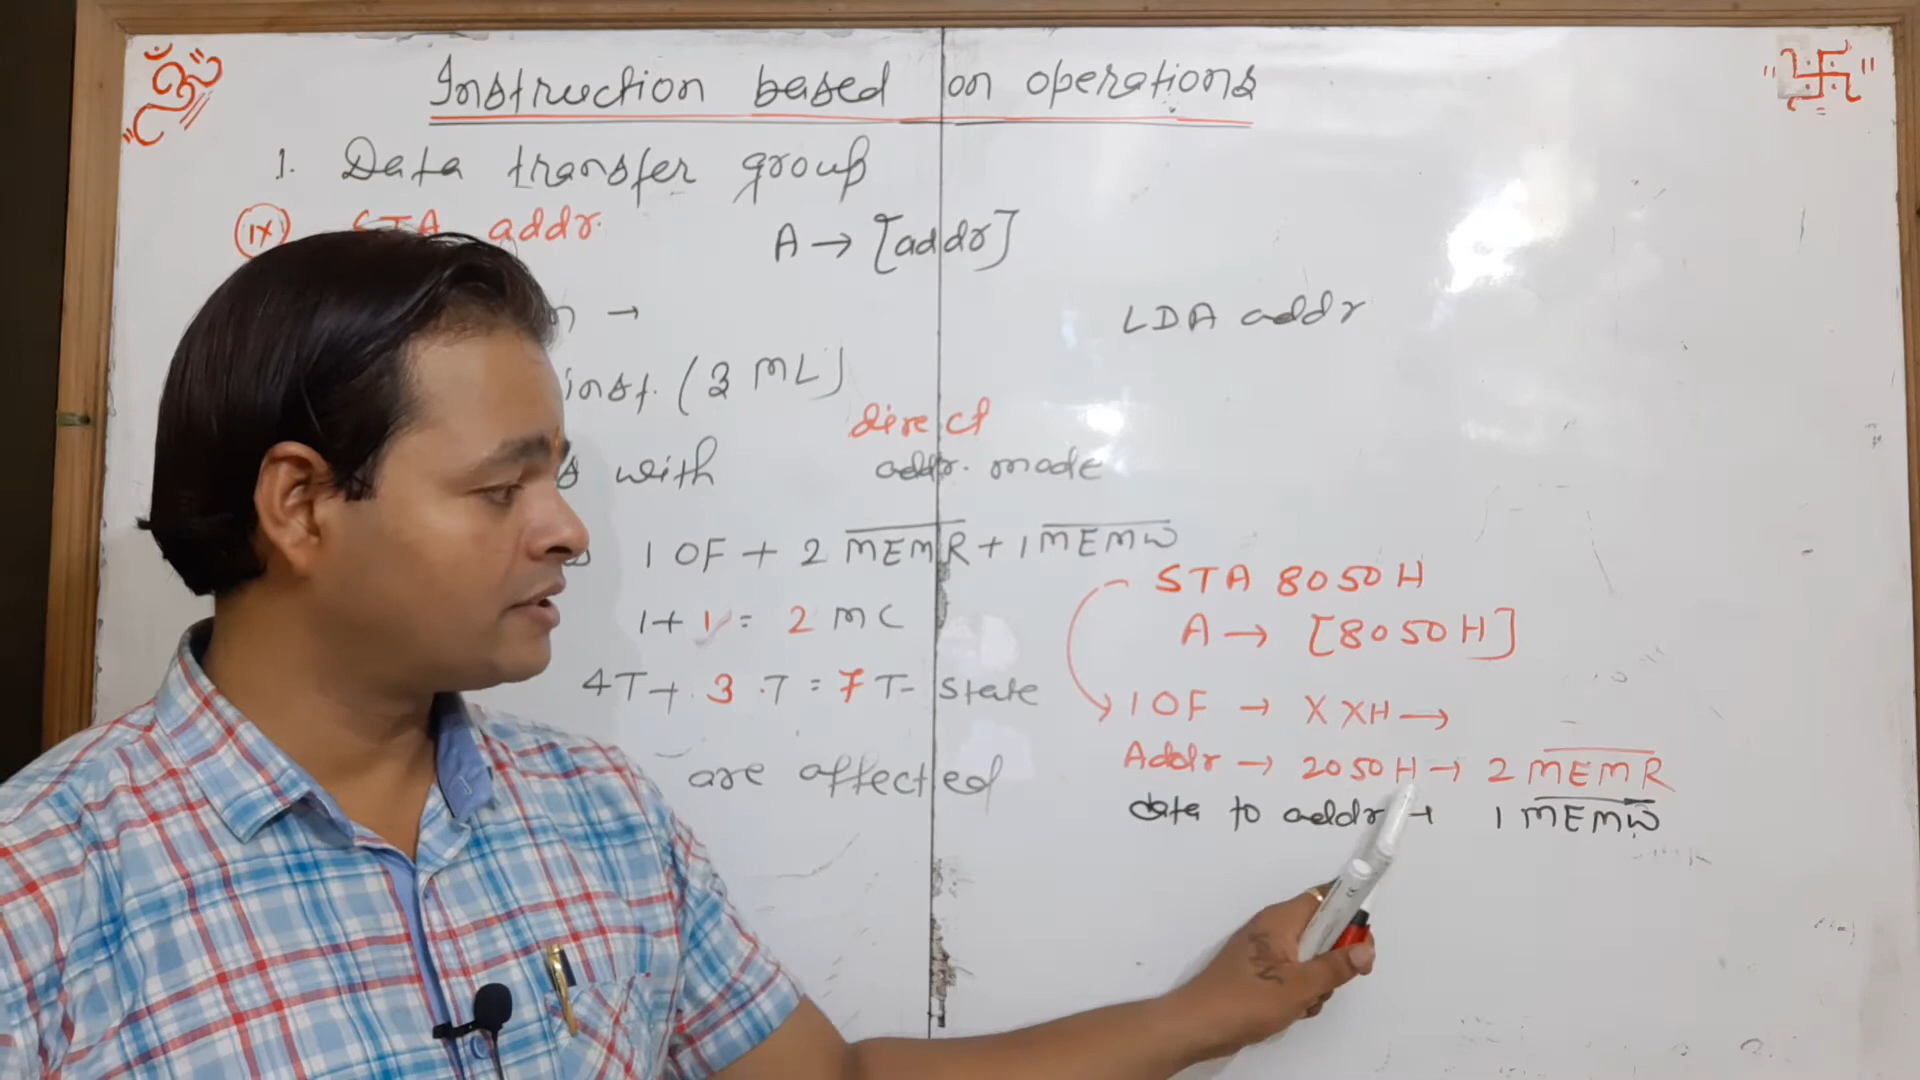 ॐ
Instruction based on operations
1. Data transfer group
(ix) STA addr. A → [addr]
→
LDA addr
inst. (3 ML)
direct
with addr. mode
1 OF + 2 MEMR + 1 MEMW
1 + 1 = 2 MC
4T + 3 T = 7 T- state
are affected
STA 8050H
A → [8050H]
1 OF → XXH →
Addr → 2050H → 2 MEMR
data to addr → 1 MEMW